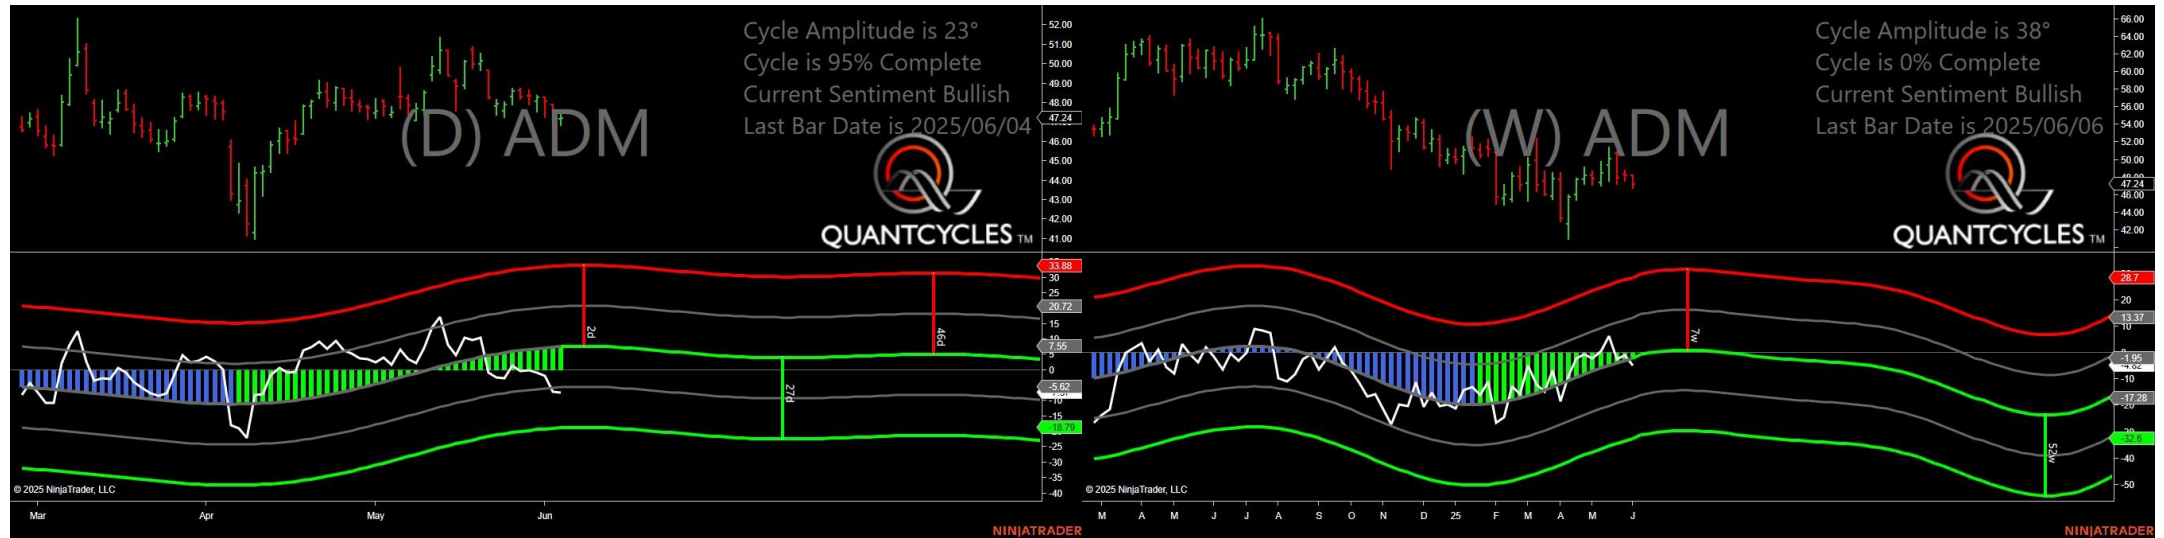 Cycle Amplitude is 23°
Cycle is 95% Complete
Current Sentiment Bullish
Last Bar Date is 2025/06/04
(D) ADM
QUANTCYCLES TM
52.00
51.00
50.00
49.00
48.00
47.24
46.00
45.00
44.00
43.00
42.00
41.00
33.88
30
25
20.72
15
7.55
5
0
-5.62
-10
-15
-18.79
-25
-30
-35
-40
2d
27d
46d
© 2025 NinjaTrader, LLC
Mar Apr May Jun
NINJATRADER
Cycle Amplitude is 38°
Cycle is 0% Complete
Current Sentiment Bullish
Last Bar Date is 2025/06/06
(W) ADM
QUANTCYCLES TM
66.00
64.00
62.00
60.00
58.00
56.00
54.00
52.00
50.00
48.00
47.24
46.00
44.00
42.00
28.7
20
13.37
10
-1.95
-4.82
-10
-17.28
-20
-32.6
-40
-50
7w
52w
© 2025 NinjaTrader, LLC
M A M J J A S O N D 25 F M A M J
NINJATRADER